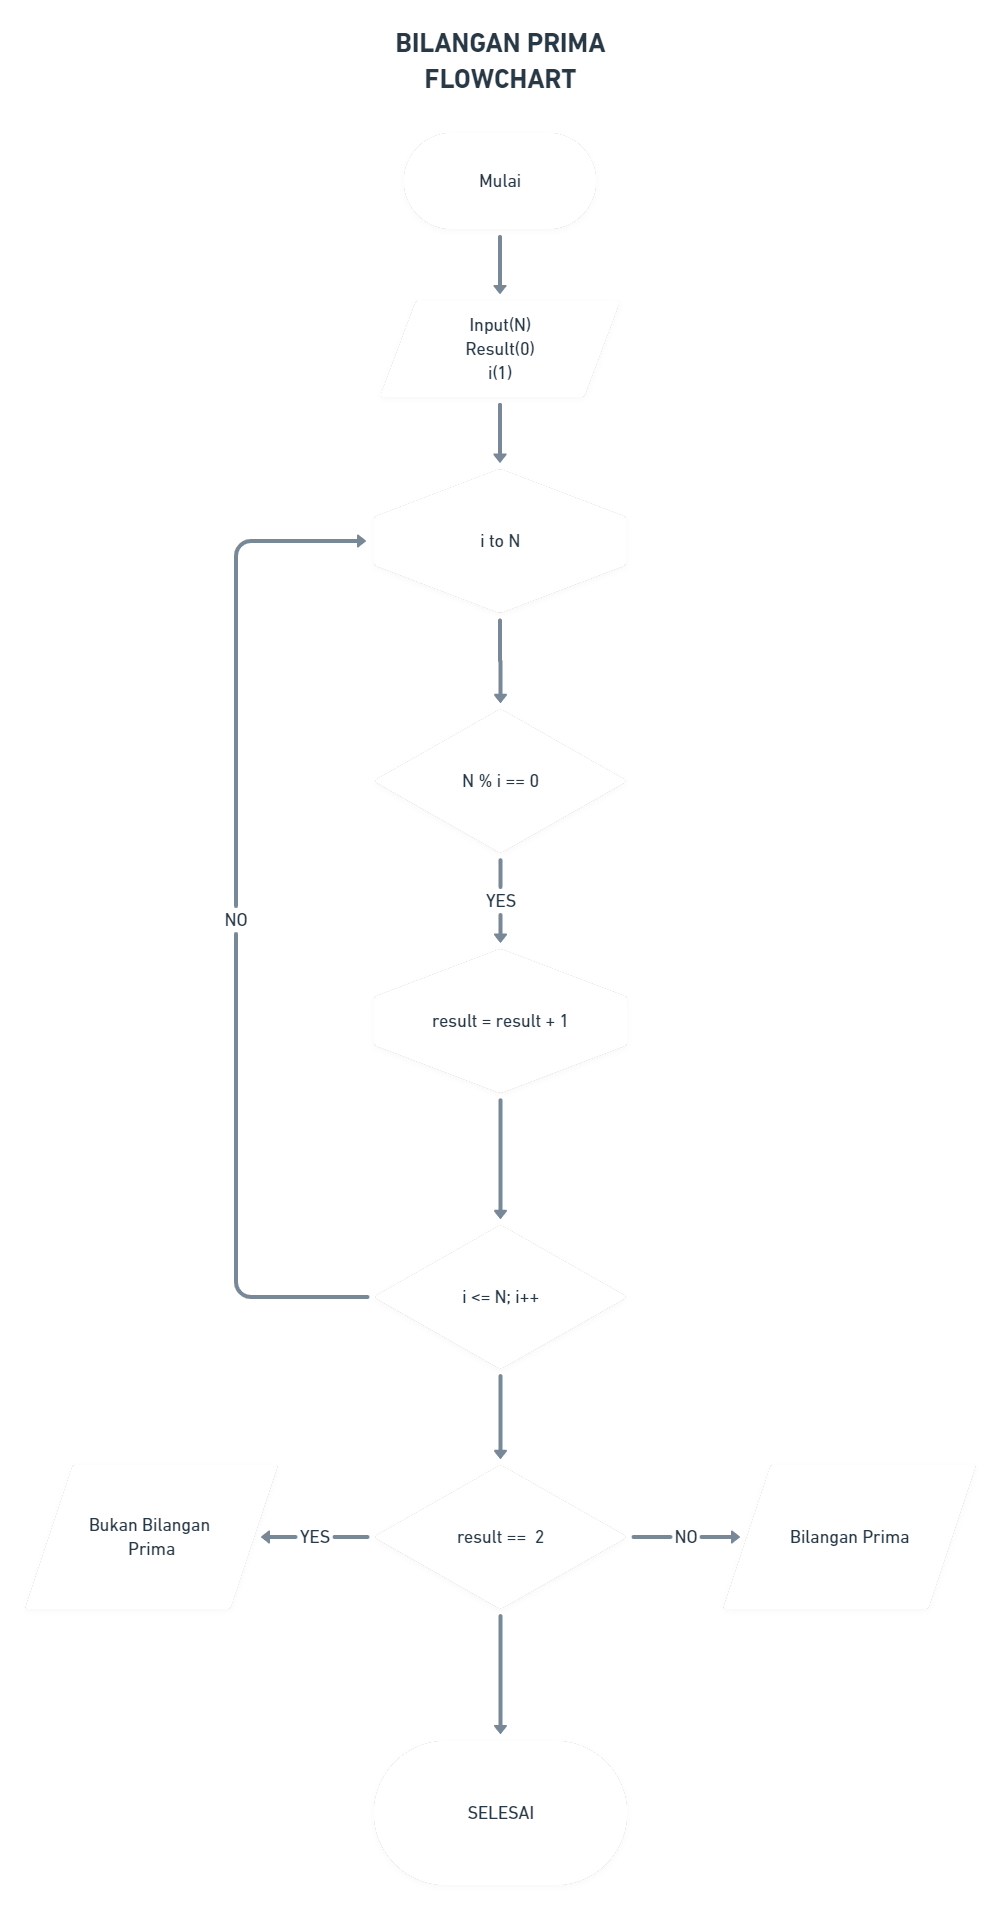 BILANGAN PRIMA
FLOWCHART
Mulai
Input(N)
Result(0)
i(1)
i to N
N % i == 0
YES
NO
result = result + 1
i <= N; i++
Bukan Bilangan
Prima
YES
result == 2
NO
Bilangan Prima
SELESAI